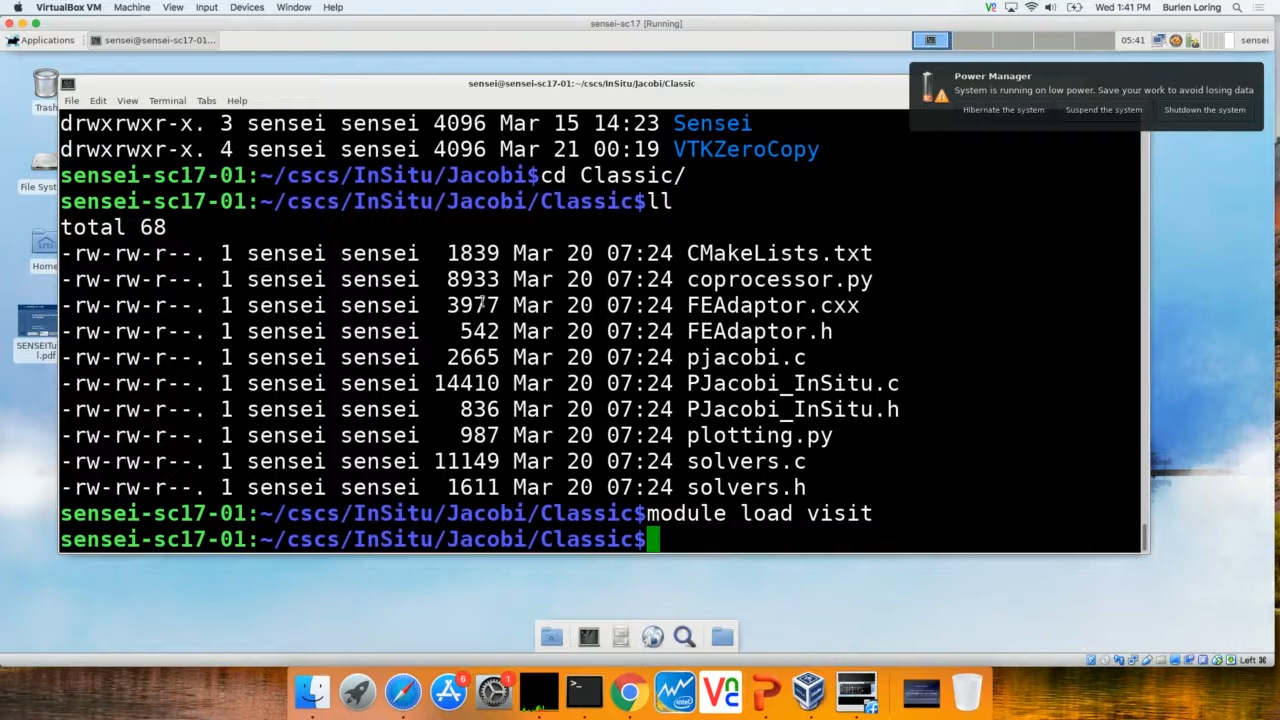 VirtualBox VM Machine View Input Devices Window Help
Wed 1:41 PM Burlen Loring
sensei-sc17 [Running]
Applications sensei@sensei-sc17-01:... 05:41 sensei
Trash
File Syst
Home
SENSEITu
l.pdf
sensei@sensei-sc17-01:~/cscs/InSitu/Jacobi/Classic
File Edit View Terminal Tabs Help
Power Manager
System is running on low power. Save your work to avoid losing data
Hibernate the system Suspend the system Shutdown the system
drwxrwxr-x. 3 sensei sensei 4096 Mar 15 14:23 Sensei
drwxrwxr-x. 4 sensei sensei 4096 Mar 21 00:19 VTKZeroCopy
sensei-sc17-01:~/cscs/InSitu/Jacobi$cd Classic/
sensei-sc17-01:~/cscs/InSitu/Jacobi/Classic$ll
total 68
-rw-rw-r--. 1 sensei sensei 1839 Mar 20 07:24 CMakeLists.txt
-rw-rw-r--. 1 sensei sensei 8933 Mar 20 07:24 coprocessor.py
-rw-rw-r--. 1 sensei sensei 3977 Mar 20 07:24 FEAdaptor.cxx
-rw-rw-r--. 1 sensei sensei 542 Mar 20 07:24 FEAdaptor.h
-rw-rw-r--. 1 sensei sensei 2665 Mar 20 07:24 pjacobi.c
-rw-rw-r--. 1 sensei sensei 14410 Mar 20 07:24 PJacobi_InSitu.c
-rw-rw-r--. 1 sensei sensei 836 Mar 20 07:24 PJacobi_InSitu.h
-rw-rw-r--. 1 sensei sensei 987 Mar 20 07:24 plotting.py
-rw-rw-r--. 1 sensei sensei 11149 Mar 20 07:24 solvers.c
-rw-rw-r--. 1 sensei sensei 1611 Mar 20 07:24 solvers.h
sensei-sc17-01:~/cscs/InSitu/Jacobi/Classic$module load visit
sensei-sc17-01:~/cscs/InSitu/Jacobi/Classic$
Left ⌘
6
1
intel